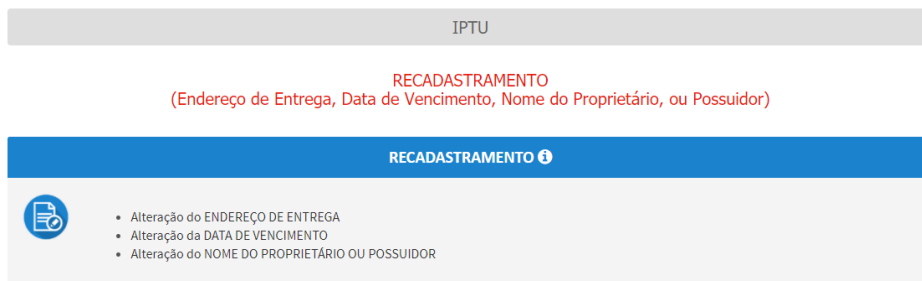 IPTU
RECADASTRAMENTO
(Endereço de Entrega, Data de Vencimento, Nome do Proprietário, ou Possuidor)
RECADASTRAMENTO
• Alteração do ENDEREÇO DE ENTREGA
• Alteração da DATA DE VENCIMENTO
• Alteração do NOME DO PROPRIETÁRIO OU POSSUIDOR